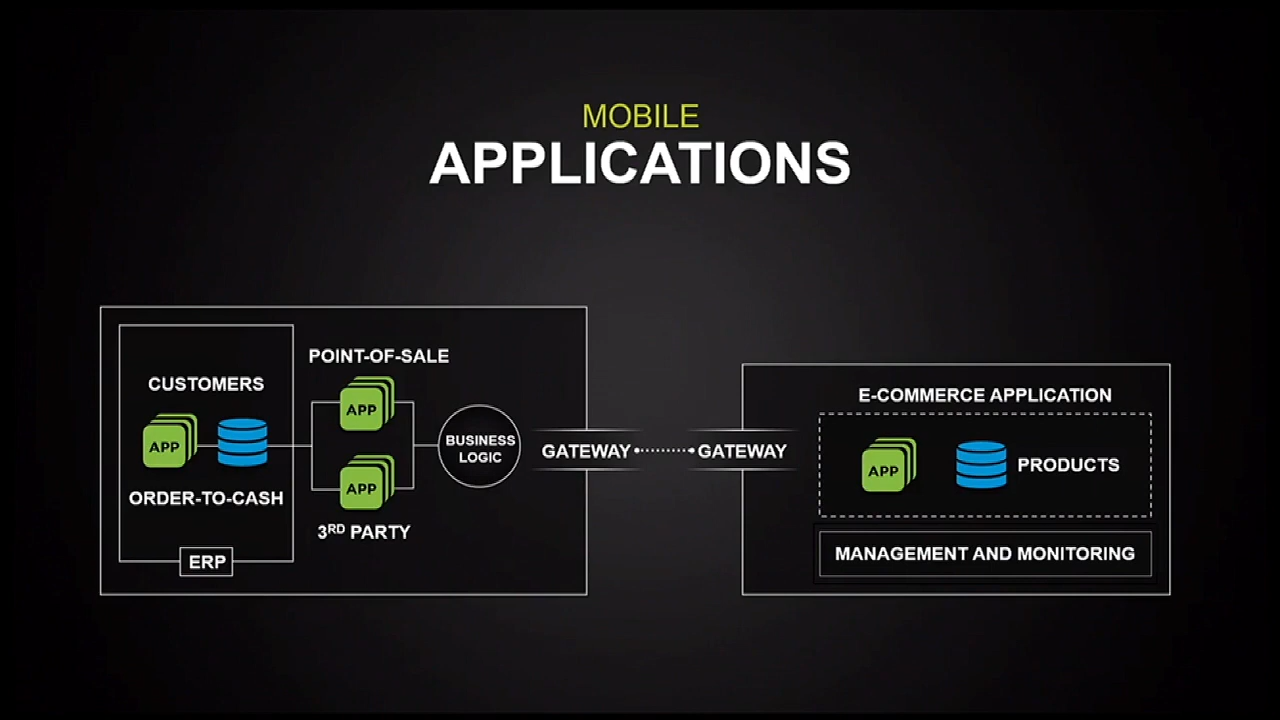 MOBILE
APPLICATIONS
CUSTOMERS
APP
ORDER-TO-CASH
ERP
POINT-OF-SALE
APP
APP
3RD PARTY
BUSINESS
LOGIC
GATEWAY
GATEWAY
E-COMMERCE APPLICATION
APP
PRODUCTS
MANAGEMENT AND MONITORING